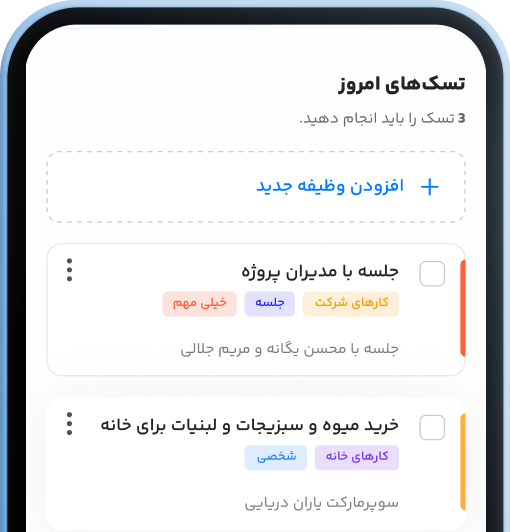 تسک‌های امروز
3 تسک را باید انجام دهید.
افزودن وظیفه جدید
جلسه با مدیران پروژه
کارهای شرکت جلسه خیلی مهم
جلسه با محسن یگانه و مریم جلالی
خرید میوه و سبزیجات و لبنیات برای خانه
کارهای خانه شخصی
سوپرمارکت یاران دریایی